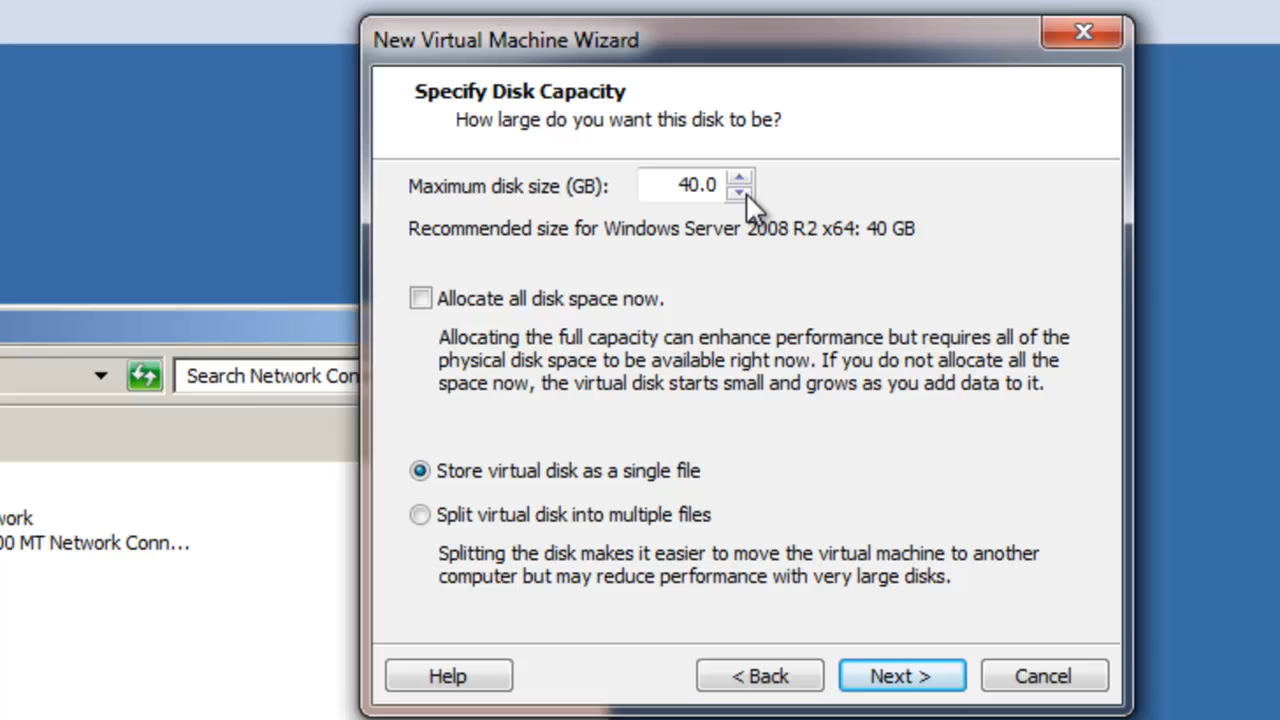 New Virtual Machine Wizard
Specify Disk Capacity
How large do you want this disk to be?
Maximum disk size (GB): 40.0
Recommended size for Windows Server 2008 R2 x64: 40 GB
Allocate all disk space now.
Allocating the full capacity can enhance performance but requires all of the
physical disk space to be available right now. If you do not allocate all the
space now, the virtual disk starts small and grows as you add data to it.
Search Network Con
Store virtual disk as a single file
Split virtual disk into multiple files
Splitting the disk makes it easier to move the virtual machine to another
computer but may reduce performance with very large disks.
work
00 MT Network Conn...
Help
< Back
Next >
Cancel